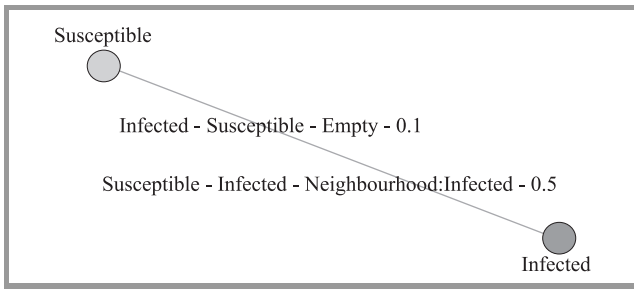 Susceptible
Infected - Susceptible - Empty - 0.1
Susceptible - Infected - Neighbourhood:Infected - 0.5
Infected